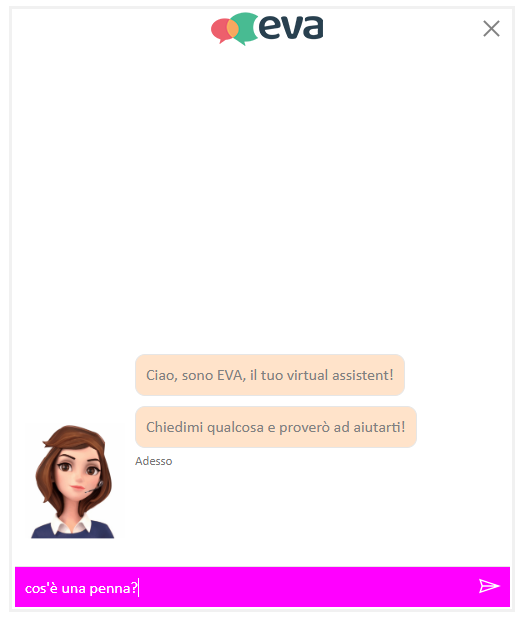 eva
Ciao, sono EVA, il tuo virtual assistent!
Chiedimi qualcosa e proverò ad aiutarti!
Adesso
cos'è una penna?